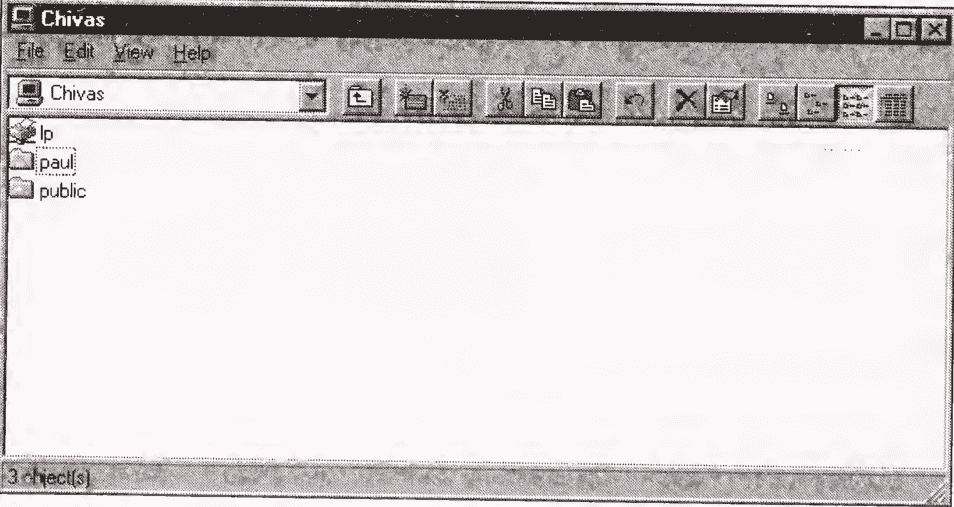 Chivas
File Edit View Help
Chivas
lp
paul
public
3 object(s)